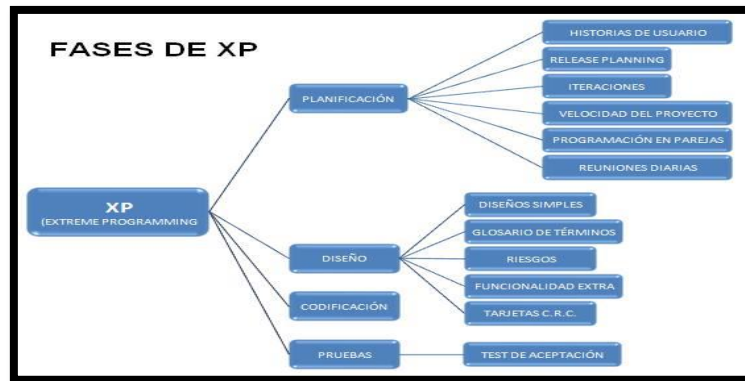 FASES DE XP
XP
(EXTREME PROGRAMMING
PLANIFICACIÓN
HISTORIAS DE USUARIO
RELEASE PLANNING
ITERACIONES
VELOCIDAD DEL PROYECTO
PROGRAMACIÓN EN PAREJAS
REUNIONES DIARIAS
DISEÑO
DISEÑOS SIMPLES
GLOSARIO DE TÉRMINOS
RIESGOS
FUNCIONALIDAD EXTRA
TARJETAS C.R.C.
CODIFICACIÓN
PRUEBAS
TEST DE ACEPTACIÓN